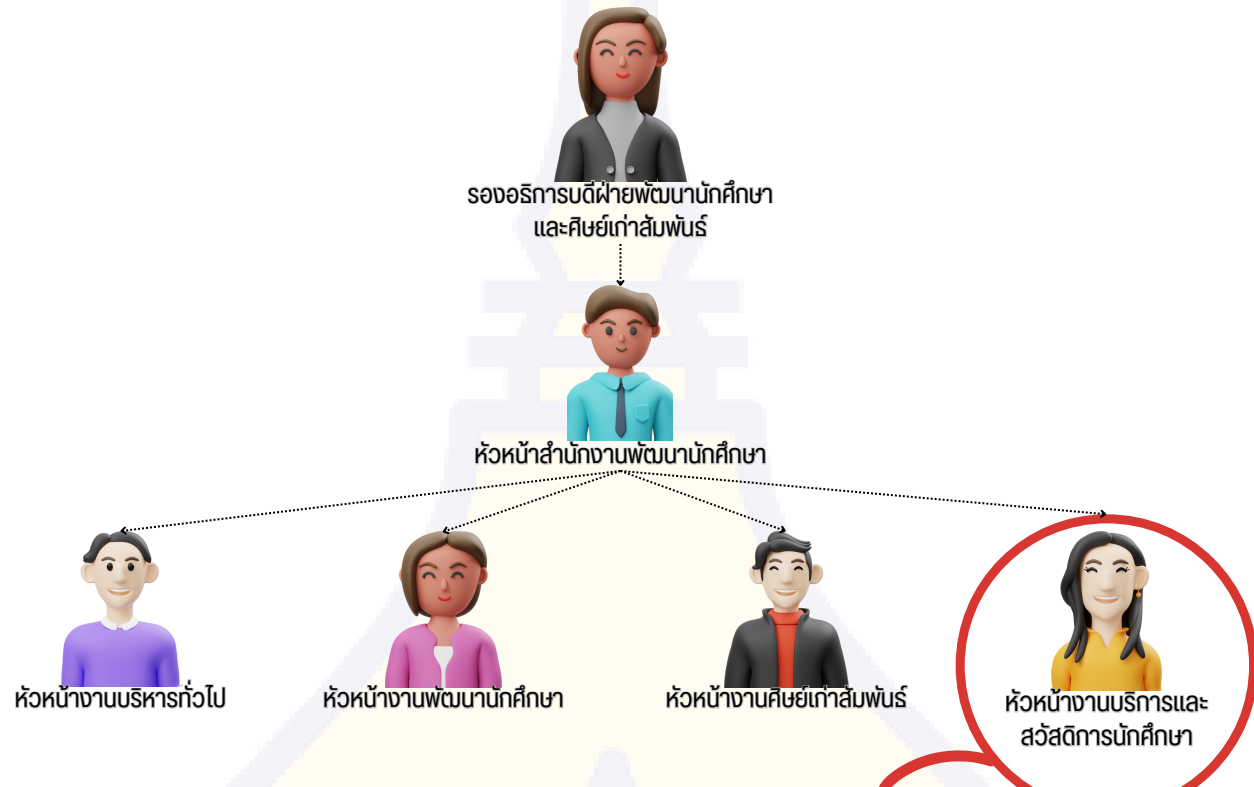 รองอธิการบดีฝ่ายพัฒนานักศึกษา
และศิษย์เก่าสัมพันธ์
หัวหน้าสำนักงานพัฒนานักศึกษา
หัวหน้างานบริหารทั่วไป
หัวหน้างานพัฒนานักศึกษา
หัวหน้างานศิษย์เก่าสัมพันธ์
หัวหน้างานบริการและ
สวัสดิการนักศึกษา